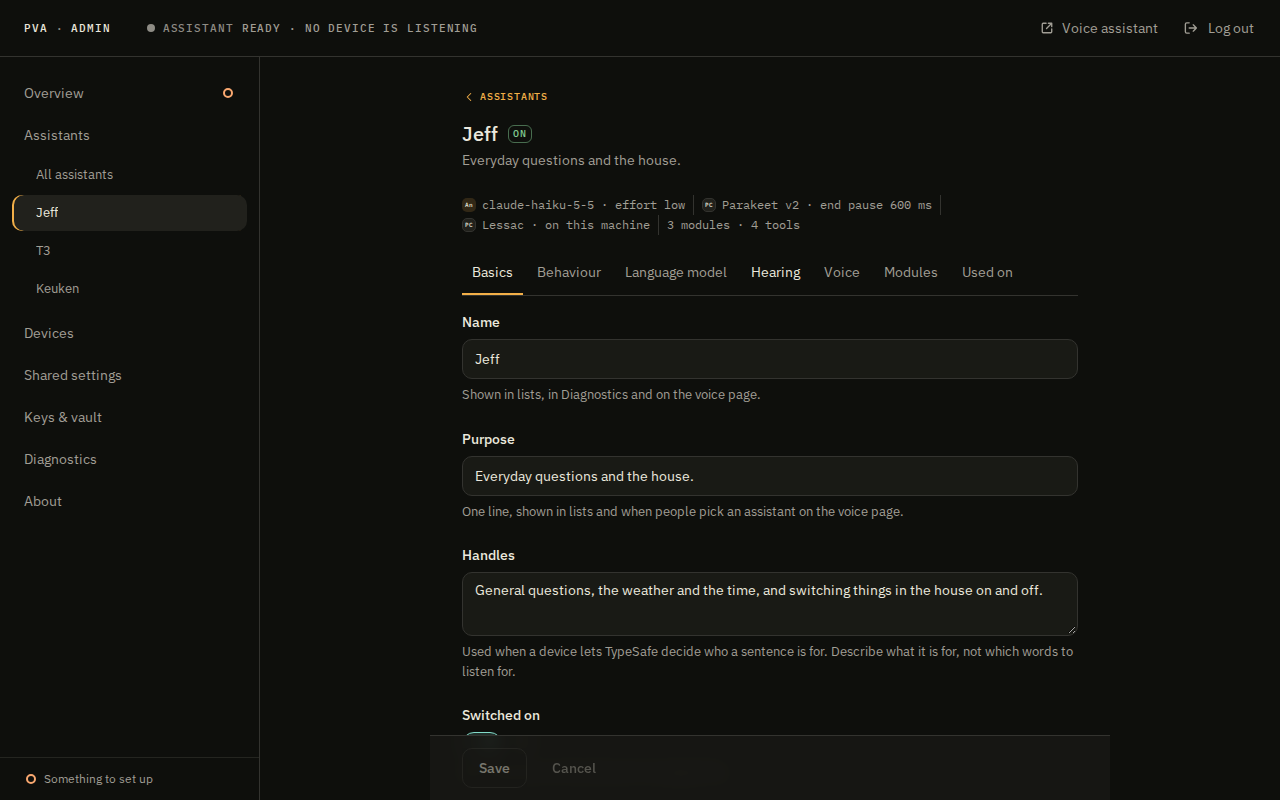 PVA · ADMIN
ASSISTANT READY · NO DEVICE IS LISTENING
Voice assistant
Log out
Overview
Assistants
All assistants
Jeff
T3
Keuken
Devices
Shared settings
Keys & vault
Diagnostics
About
Something to set up
ASSISTANTS
Jeff ON
Everyday questions and the house.
An claude-haiku-5-5 · effort low PC Parakeet v2 · end pause 600 ms
PC Lessac · on this machine 3 modules · 4 tools
Basics Behaviour Language model Hearing Voice Modules Used on
Name
Jeff
Shown in lists, in Diagnostics and on the voice page.
Purpose
Everyday questions and the house.
One line, shown in lists and when people pick an assistant on the voice page.
Handles
General questions, the weather and the time, and switching things in the house on and off.
Used when a device lets TypeSafe decide who a sentence is for. Describe what it is for, not which words to
listen for.
Switched on
Save Cancel